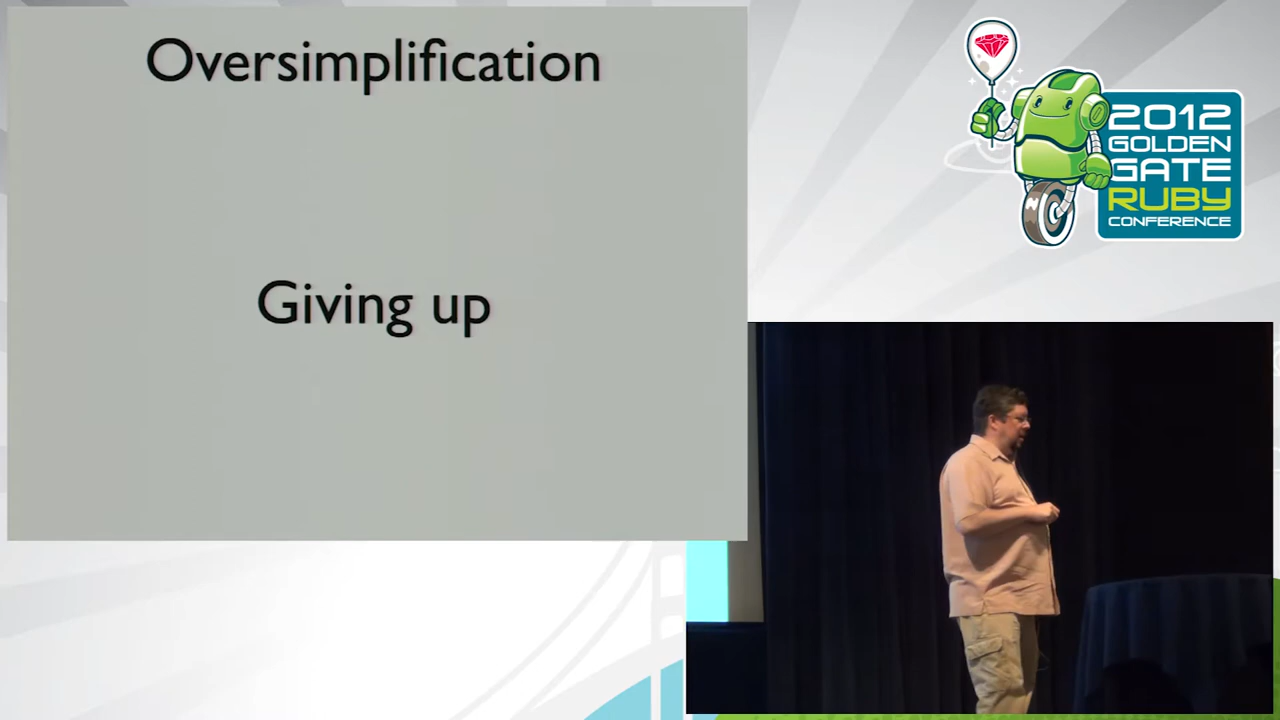 Oversimplification
Giving up
2012
GOLDEN
GATE
RUBY
CONFERENCE